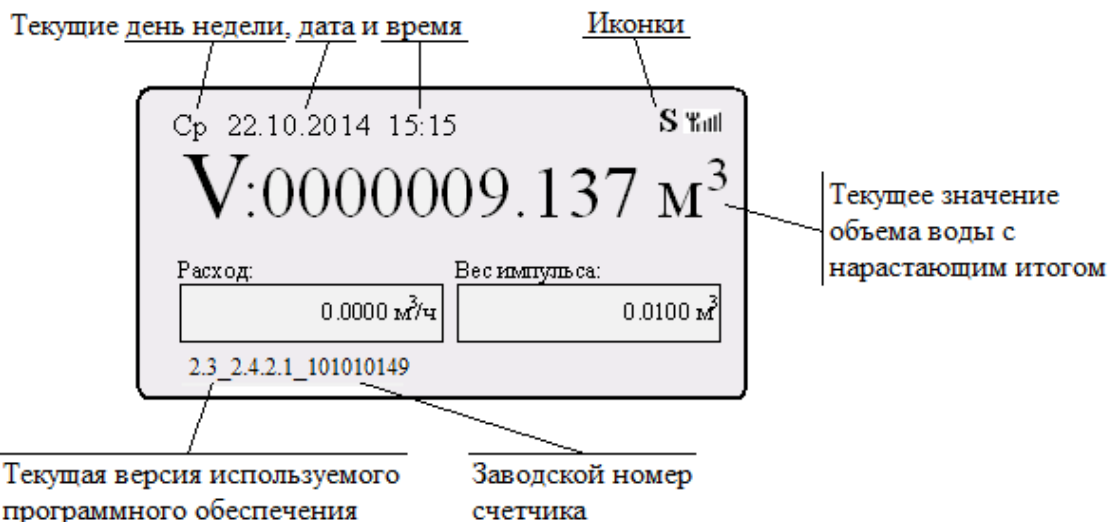 Текущие день недели, дата и время
Иконки
Ср 22.10.2014 15:15
S
V:0000009.137 м³
Текущее значение
объема воды с
нарастающим итогом
Расход:
Вес импульса:
0.0000 м³/ч
0.0100 м³
2.3_2.4.2.1_101010149
Текущая версия используемого
программного обеспечения
Заводской номер
счетчика